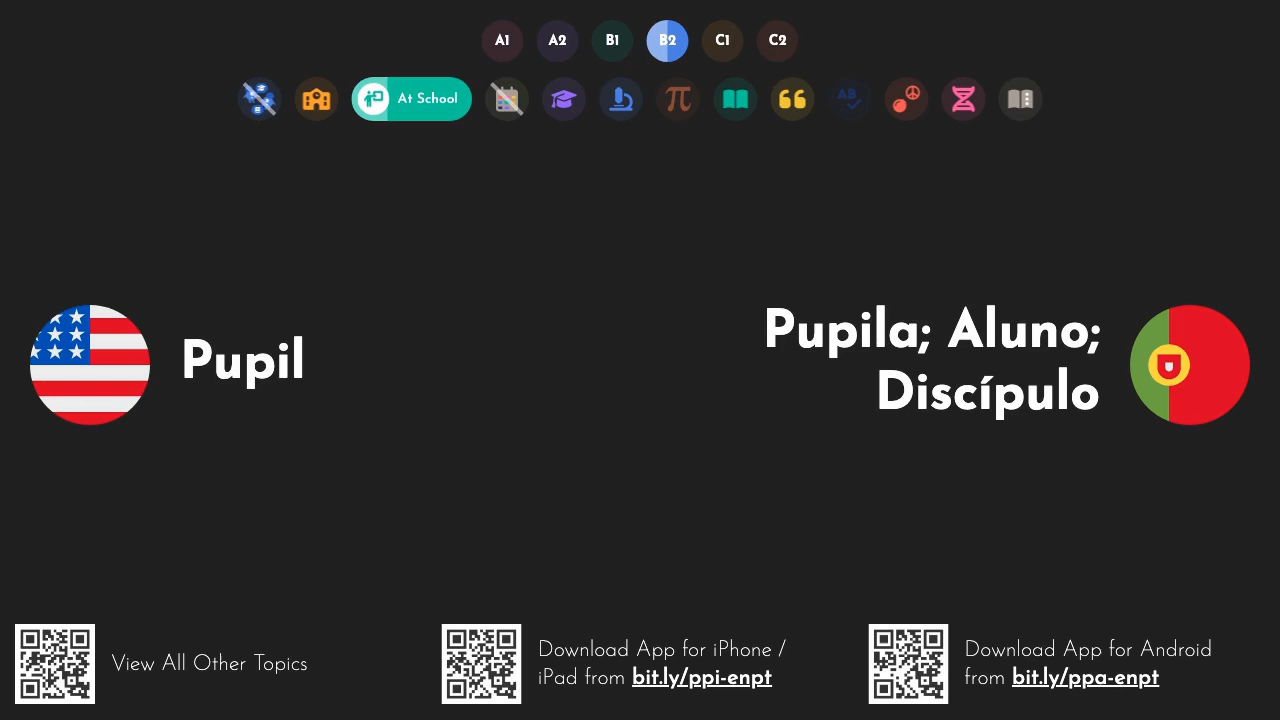 A1 A2 B1 B2 C1 C2
At School
Pupil
Pupila; Aluno;
Discípulo
View All Other Topics
Download App for iPhone /
iPad from bit.ly/ppi-enpt
Download App for Android
from bit.ly/ppa-enpt